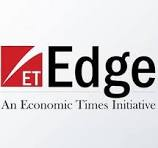 ET Edge
An Economic Times Initiative